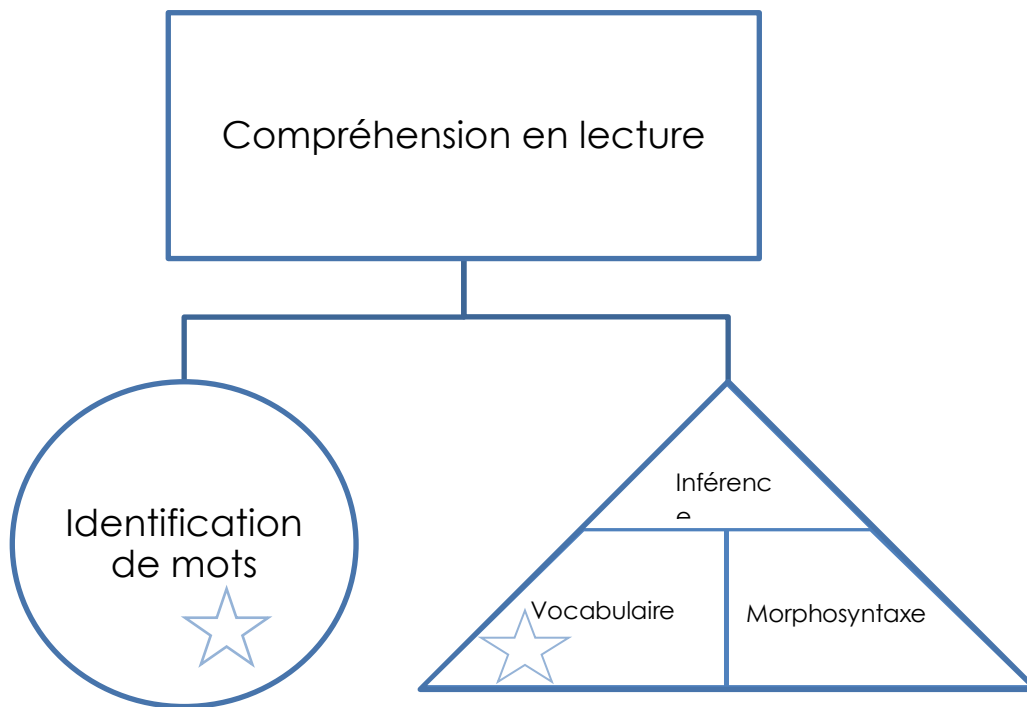 Compréhension en lecture
Identification
de mots
Inférenc
e
Vocabulaire
Morphosyntaxe